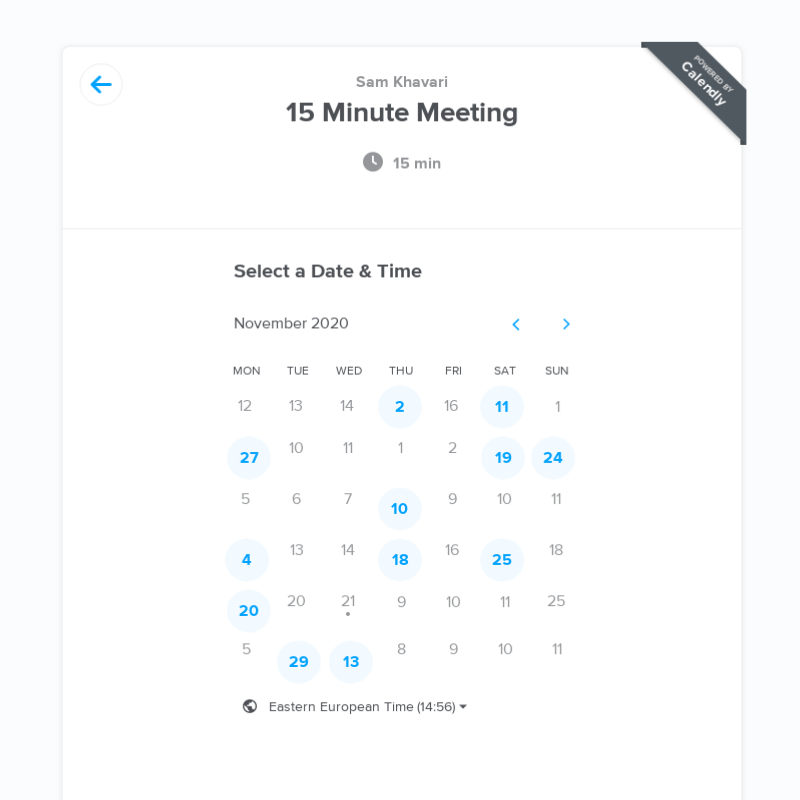 Sam Khavari
15 Minute Meeting
15 min
POWERED BY
Calendly
Select a Date & Time
November 2020
MON TUE WED THU FRI SAT SUN
12 13 14 2 16 11 1
27 10 11 1 2 19 24
5 6 7 10 9 10 11
4 13 14 18 16 25 18
20 20 21 9 10 11 25
5 29 13 8 9 10 11
Eastern European Time (14:56)